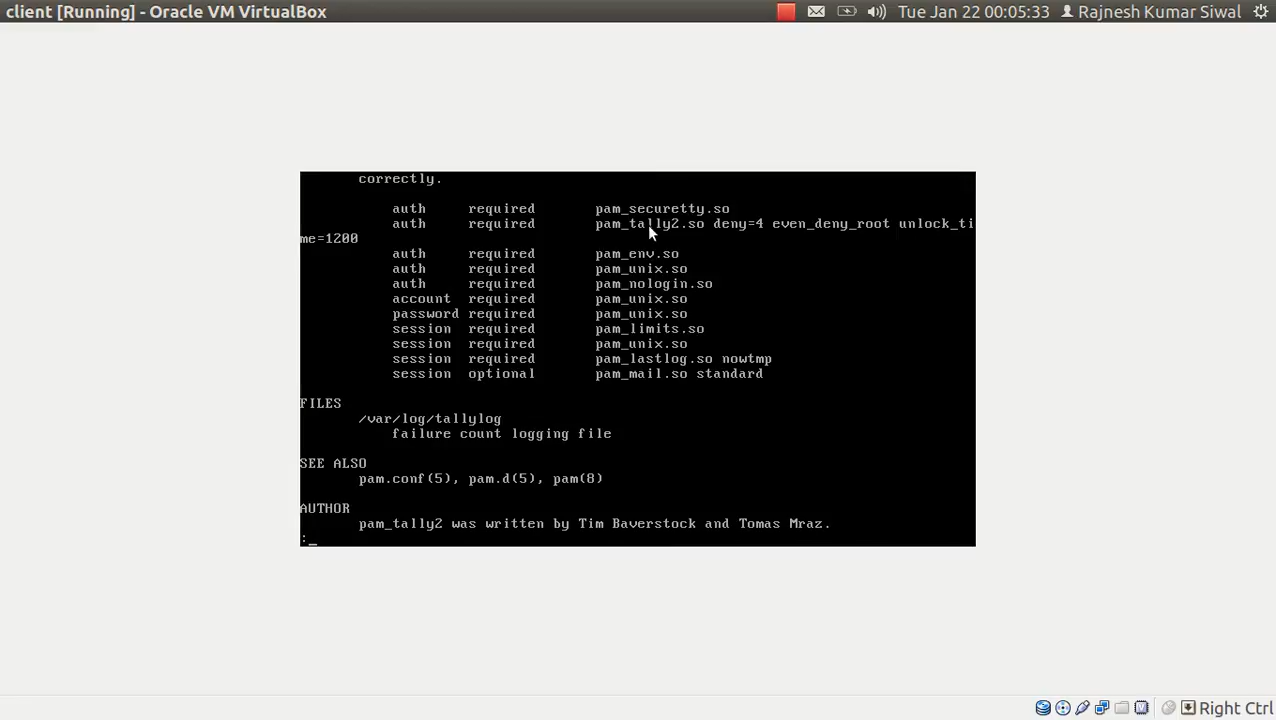 client [Running] - Oracle VM VirtualBox
Tue Jan 22 00:05:33
Rajnesh Kumar Siwal
correctly.
auth required pam_securetty.so
auth required pam_tally2.so deny=4 even_deny_root unlock_ti
me=1200
auth required pam_env.so
auth required pam_unix.so
auth required pam_nologin.so
account required pam_unix.so
password required pam_unix.so
session required pam_limits.so
session required pam_unix.so
session required pam_lastlog.so nowtmp
session optional pam_mail.so standard
FILES
/var/log/tallylog
failure count logging file
SEE ALSO
pam.conf(5), pam.d(5), pam(8)
AUTHOR
pam_tally2 was written by Tim Baverstock and Tomas Mraz.
:_
Right Ctrl